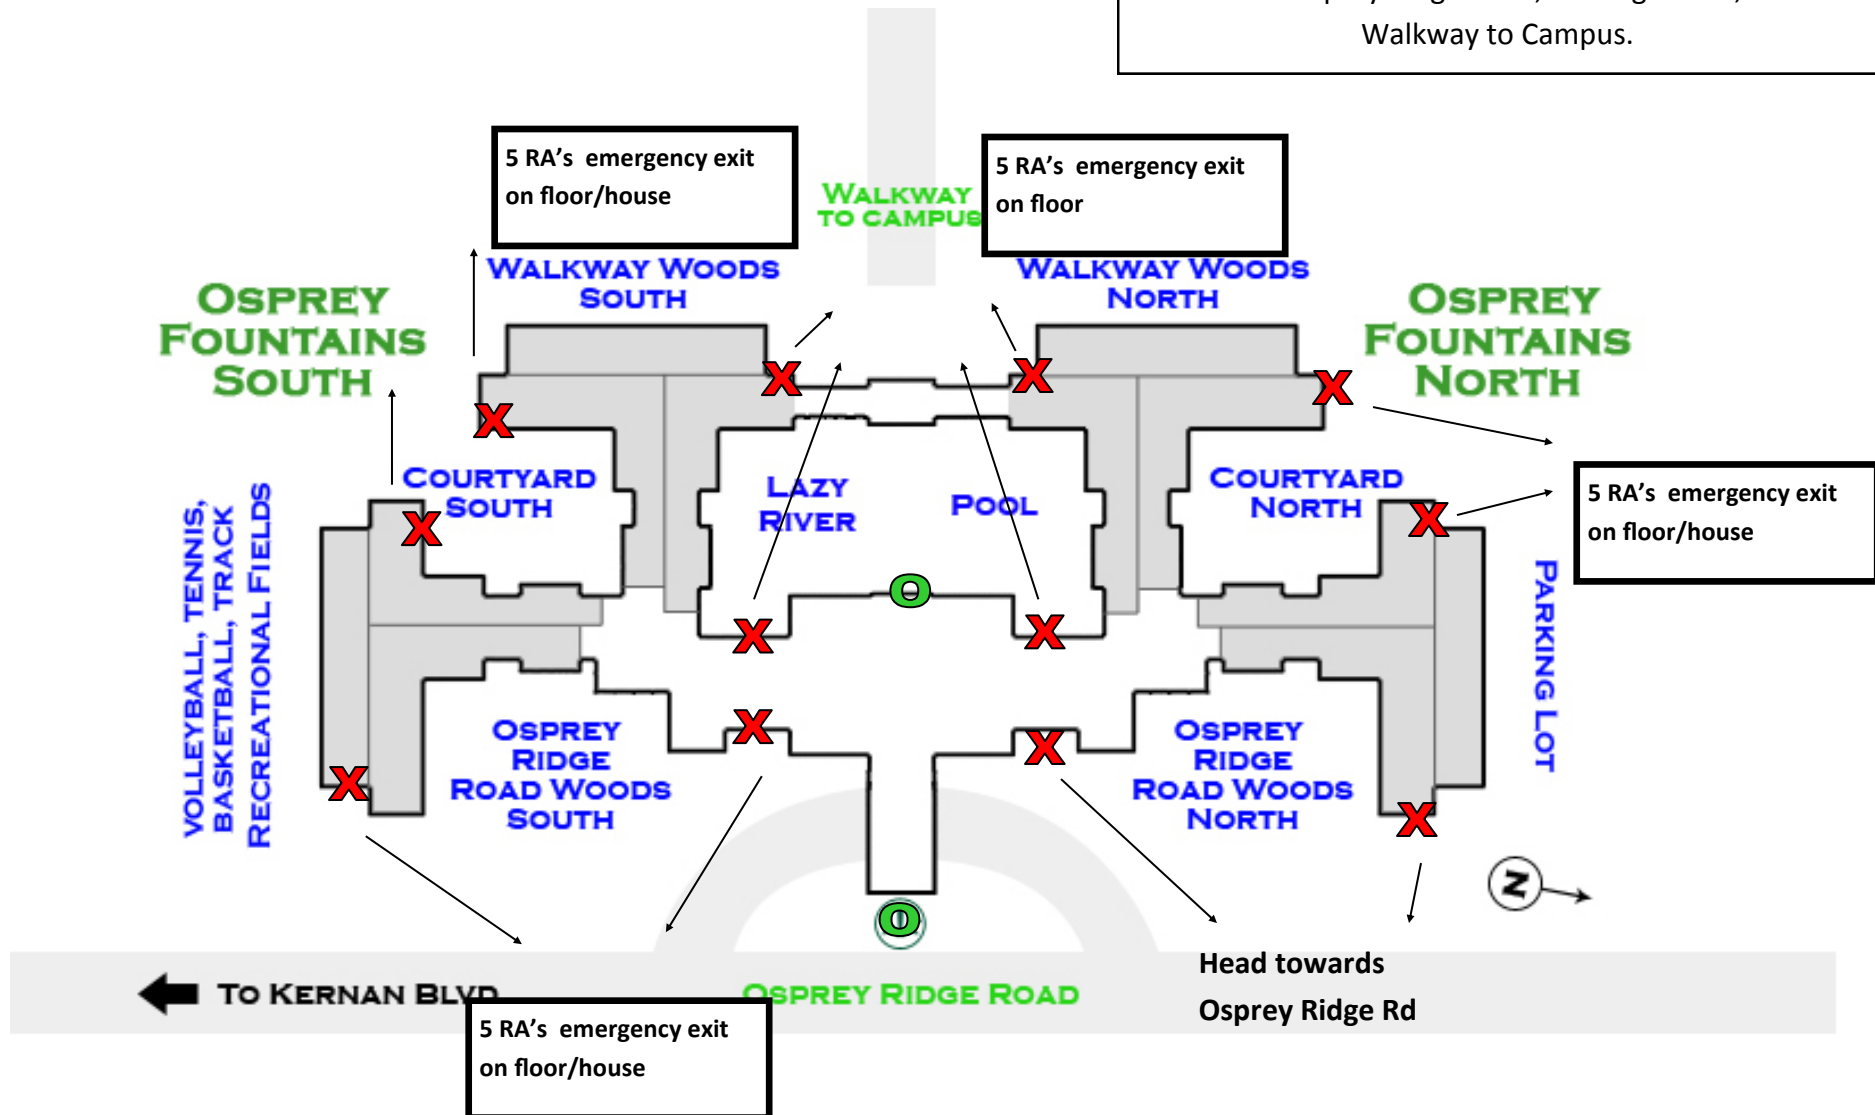 Walkway to Campus.
5 RA's  emergency exit
on floor/house
5 RA's  emergency exit
on floor
WALKWAY
TO CAMPUS
WALKWAY WOODS
SOUTH
WALKWAY WOODS
NORTH
OSPREY
FOUNTAINS
SOUTH
OSPREY
FOUNTAINS
NORTH
X
X
X
X
COURTYARD
SOUTH
LAZY
RIVER
POOL
COURTYARD
NORTH
5 RA's  emergency exit
on floor/house
X
X
VOLLEYBALL, TENNIS,
BASKETBALL, TRACK
RECREATIONAL FIELDS
PARKING LOT
O
X
X
X
X
OSPREY
RIDGE
ROAD WOODS
SOUTH
OSPREY
RIDGE
ROAD WOODS
NORTH
X
X
N
O
Head towards
Osprey Ridge Rd
TO KERNAN BLVD
OSPREY RIDGE ROAD
5 RA's  emergency exit
on floor/house